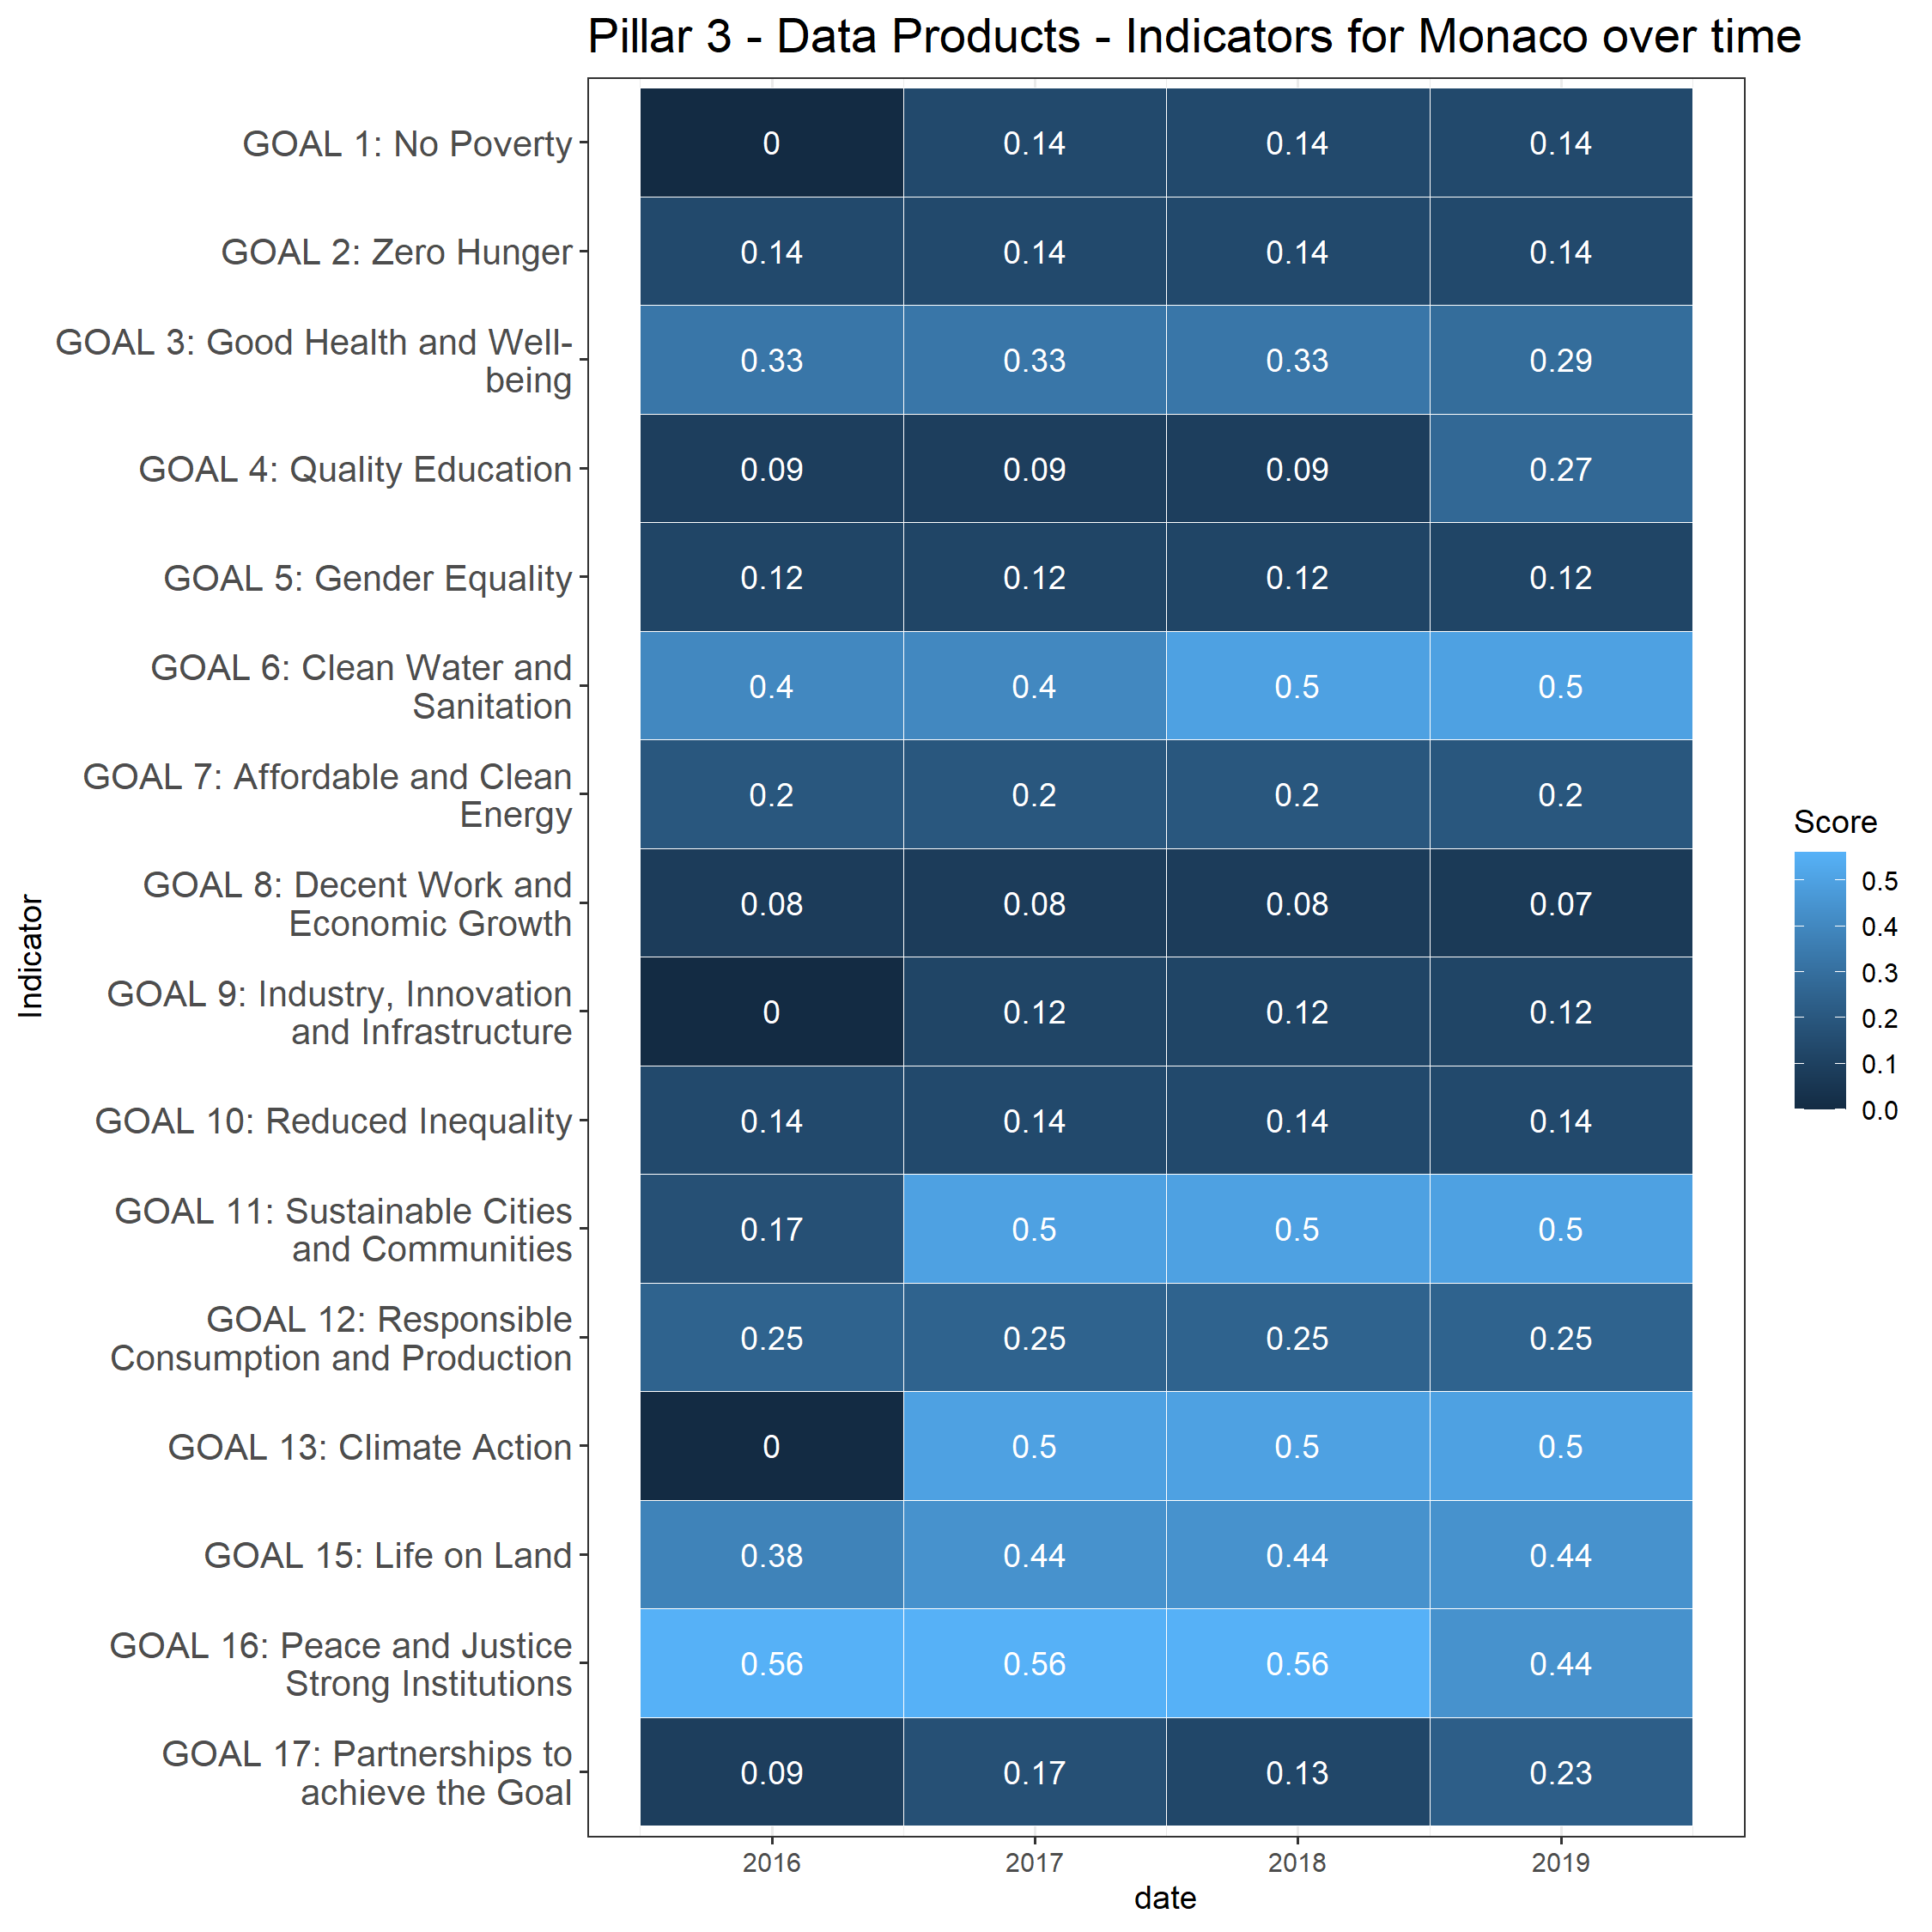 Pillar 3 - Data Products - Indicators for Monaco over time
GOAL 1: No Poverty
0 0.14 0.14 0.14
GOAL 2: Zero Hunger
0.14 0.14 0.14 0.14
GOAL 3: Good Health and Well-
being
0.33 0.33 0.33 0.29
GOAL 4: Quality Education
0.09 0.09 0.09 0.27
GOAL 5: Gender Equality
0.12 0.12 0.12 0.12
GOAL 6: Clean Water and
Sanitation
0.4 0.4 0.5 0.5
GOAL 7: Affordable and Clean
Energy
0.2 0.2 0.2 0.2
GOAL 8: Decent Work and
Economic Growth
0.08 0.08 0.08 0.07
GOAL 9: Industry, Innovation
and Infrastructure
0 0.12 0.12 0.12
GOAL 10: Reduced Inequality
0.14 0.14 0.14 0.14
GOAL 11: Sustainable Cities
and Communities
0.17 0.5 0.5 0.5
GOAL 12: Responsible
Consumption and Production
0.25 0.25 0.25 0.25
GOAL 13: Climate Action
0 0.5 0.5 0.5
GOAL 15: Life on Land
0.38 0.44 0.44 0.44
GOAL 16: Peace and Justice
Strong Institutions
0.56 0.56 0.56 0.44
GOAL 17: Partnerships to
achieve the Goal
0.09 0.17 0.13 0.23
2016 2017 2018 2019
date
Indicator
Score
0.5
0.4
0.3
0.2
0.1
0.0